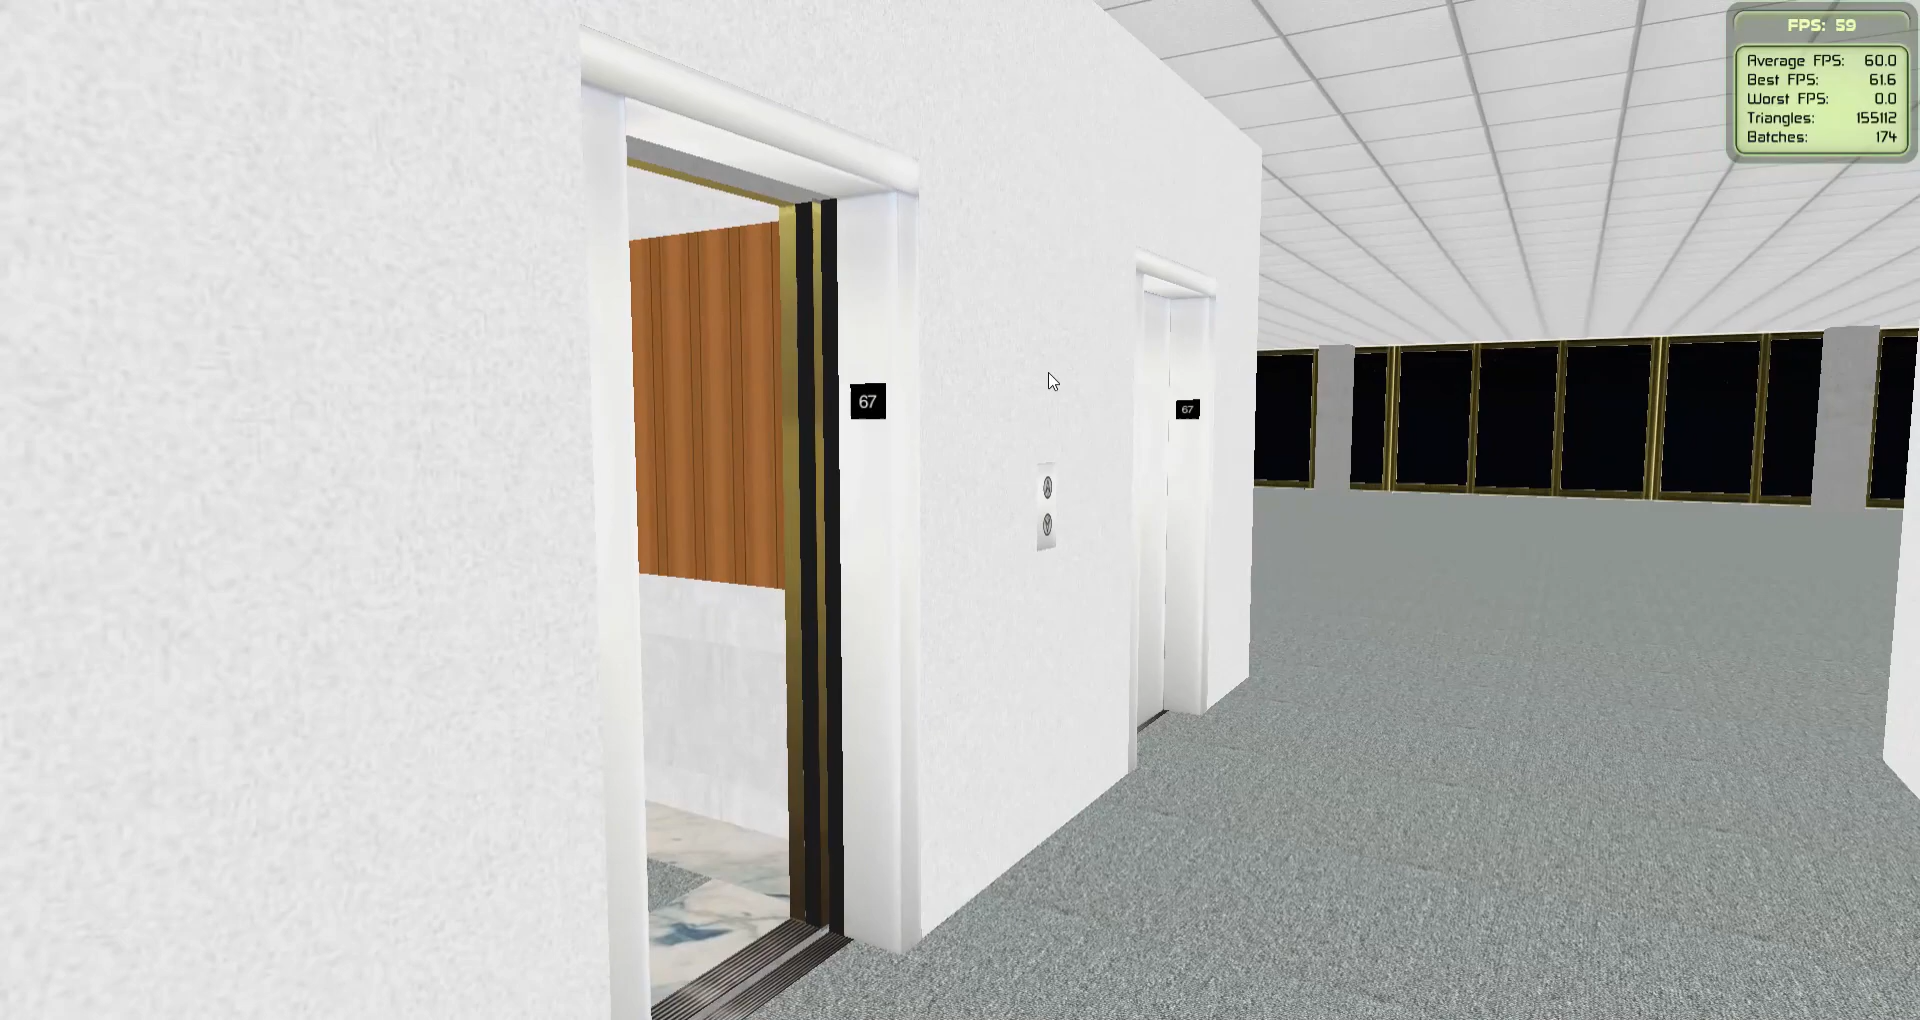 FPS: 59
Average FPS: 60.0
Best FPS: 61.6
Worst FPS: 0.0
Triangles: 155112
Batches: 174
67
67